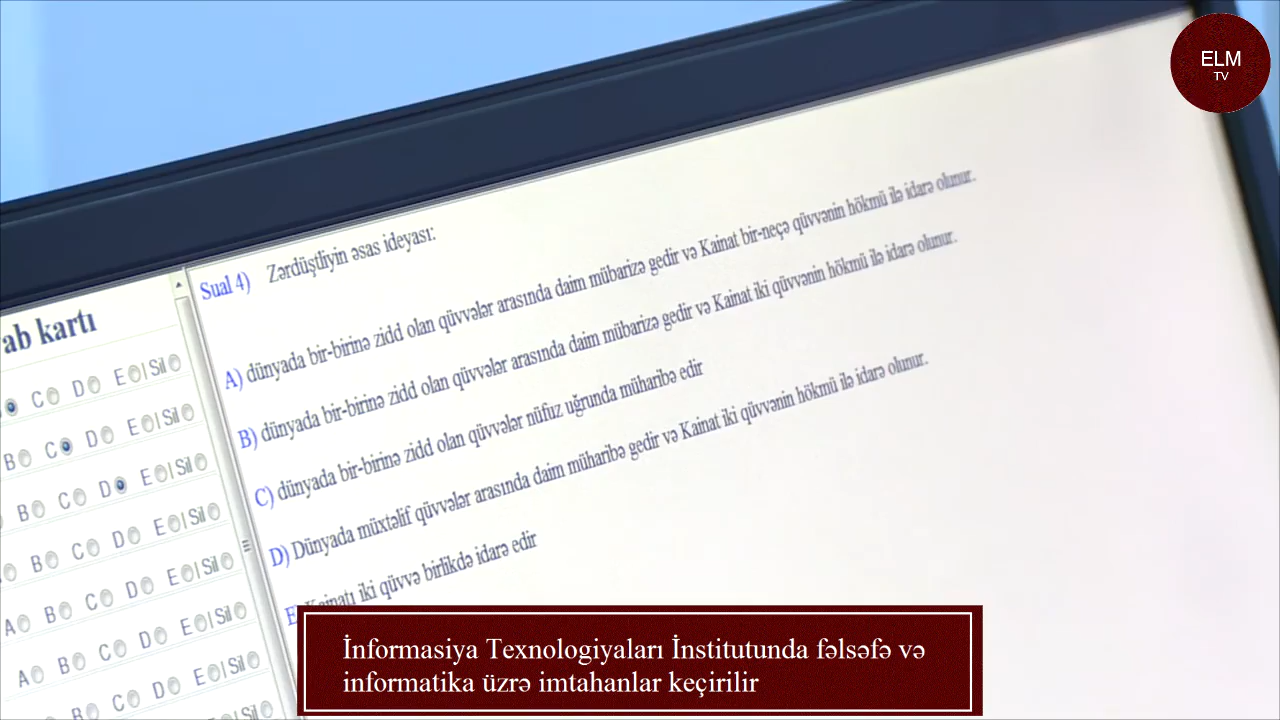 ELM
TV
Sual 4) Zərdüştliyin əsas ideyası:
A) dünyada bir-birinə zidd olan qüvvələr arasında daim mübarizə gedir və Kainat bir-neçə qüvvənin hökmü ilə idarə olunur.
B) dünyada bir-birinə zidd olan qüvvələr arasında daim mübarizə gedir və Kainat iki qüvvənin hökmü ilə idarə olunur.
C) dünyada bir-birinə zidd olan qüvvələr nüfuz uğrunda müharibə edir
D) Dünyada müxtəlif qüvvələr arasında daim müharibə gedir və Kainat iki qüvvənin hökmü ilə idarə olunur.
E) Kainatı iki qüvvə birlikdə idarə edir
ab kartı
C D E | Sil
B C D E | Sil
B C D E | Sil
B C D E | Sil
A B C D E | Sil
A B C D E | Sil
B C D E | Sil
İnformasiya Texnologiyaları İnstitutunda fəlsəfə və
informatika üzrə imtahanlar keçirilir